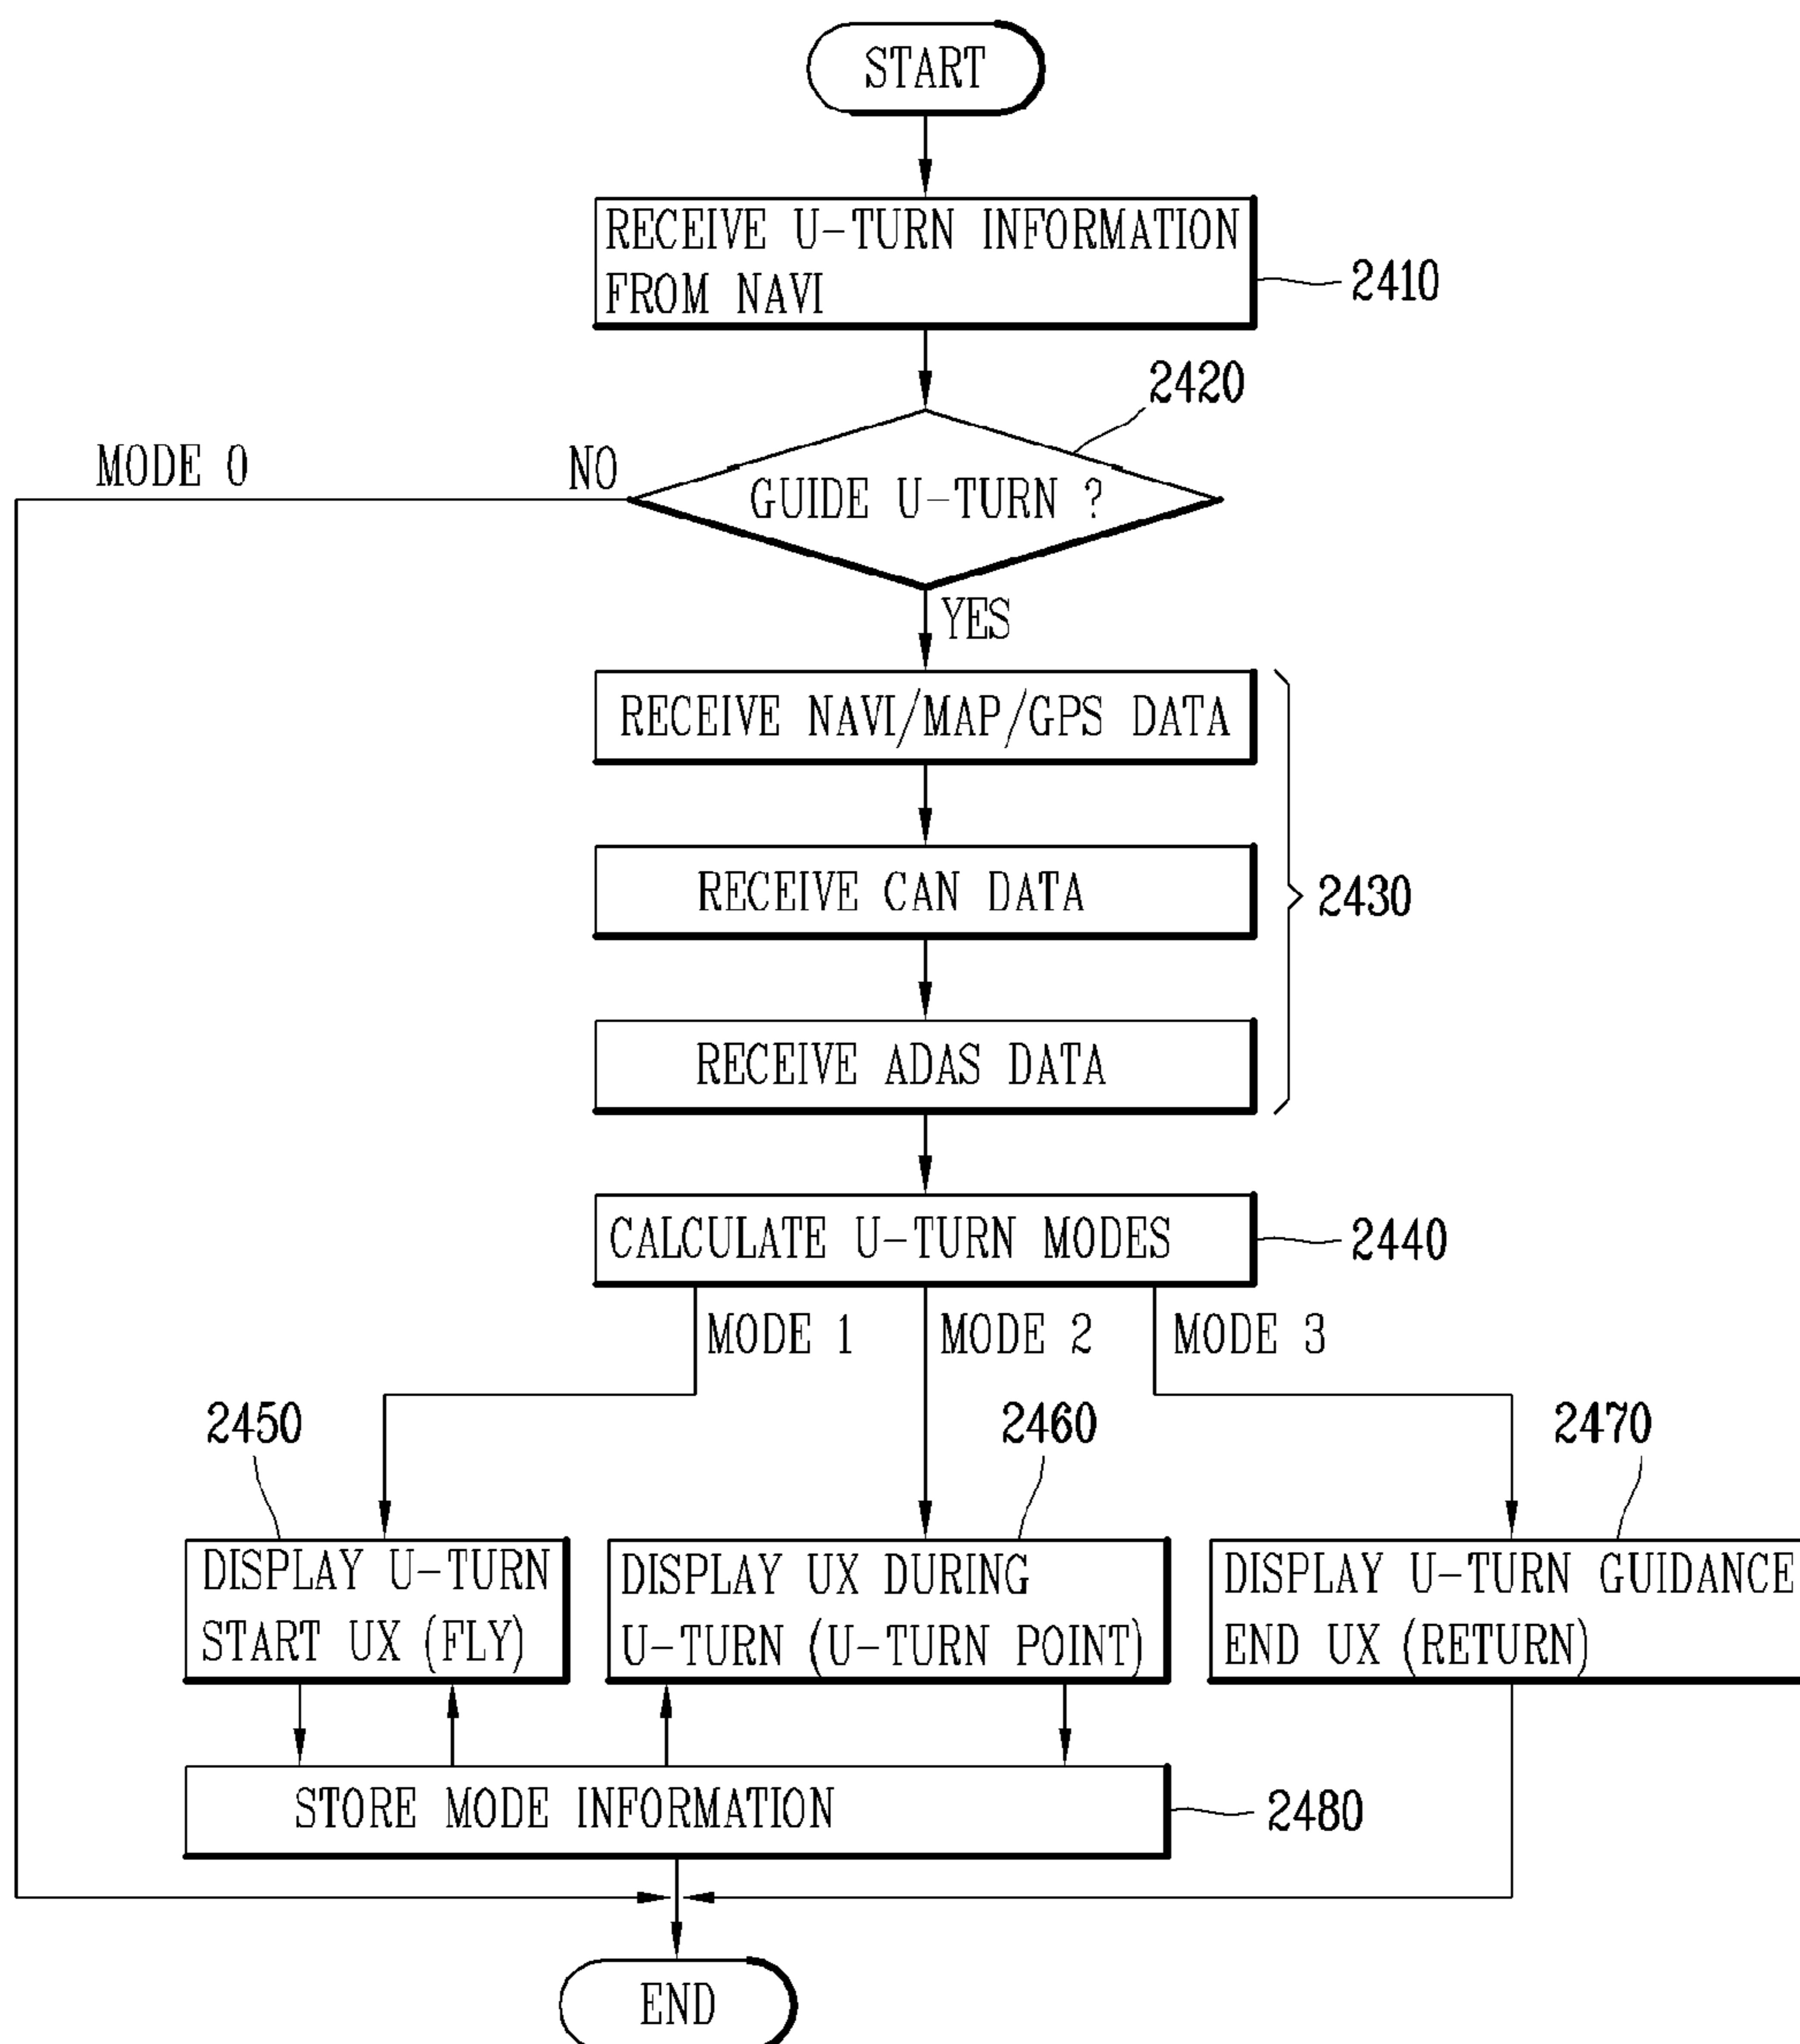 START
RECEIVE U-TURN INFORMATION
FROM NAVI
2410
2420
MODE 0
NO
GUIDE U-TURN ?
YES
RECEIVE NAVI/MAP/GPS DATA
RECEIVE CAN DATA
2430
RECEIVE ADAS DATA
CALCULATE U-TURN MODES
2440
MODE 1
MODE 2
MODE 3
2450
2460
2470
DISPLAY U-TURN
START UX (FLY)
DISPLAY UX DURING
U-TURN (U-TURN POINT)
DISPLAY U-TURN GUIDANCE
END UX (RETURN)
STORE MODE INFORMATION
2480
END